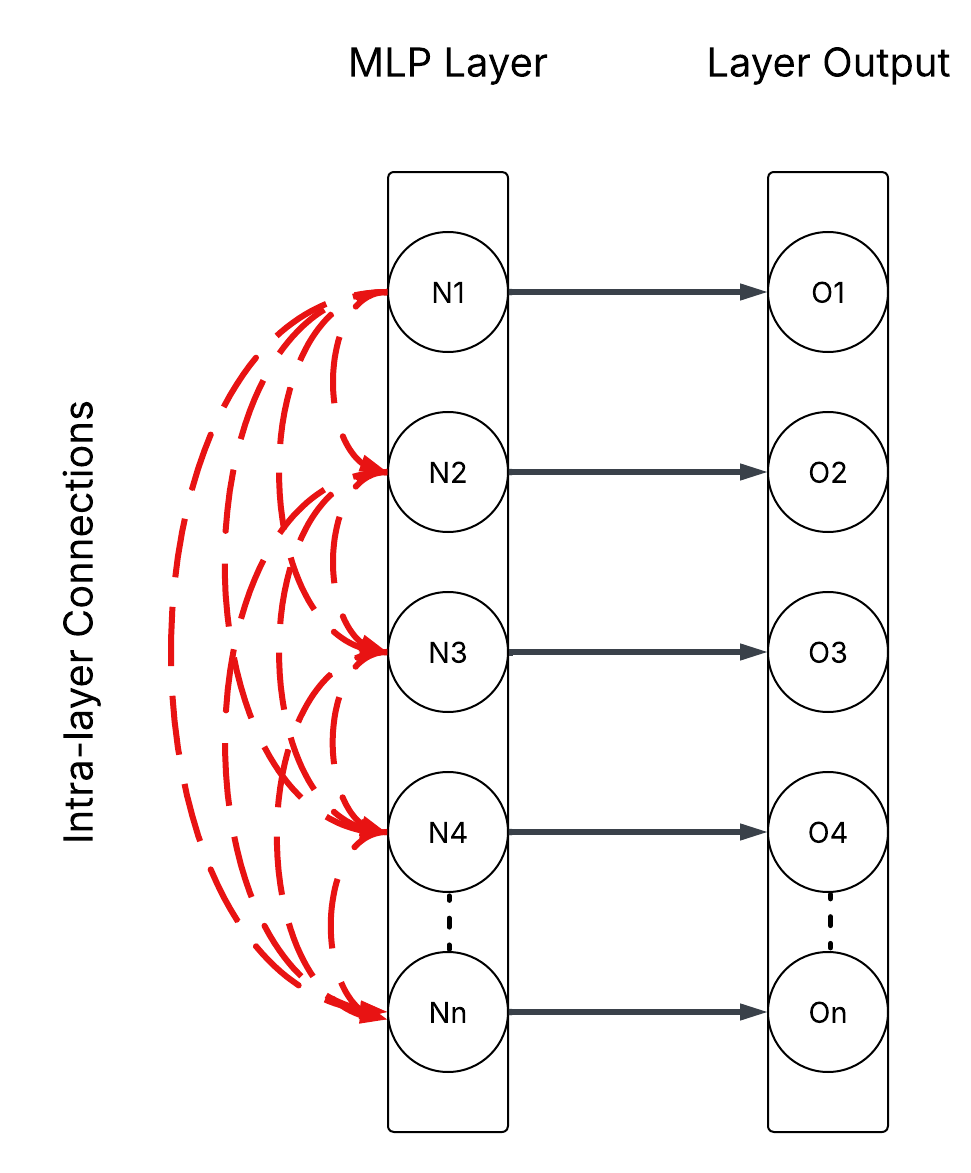 MLP Layer
Layer Output
Intra-layer Connections
N1
O1
N2
O2
N3
O3
N4
O4
Nn
On